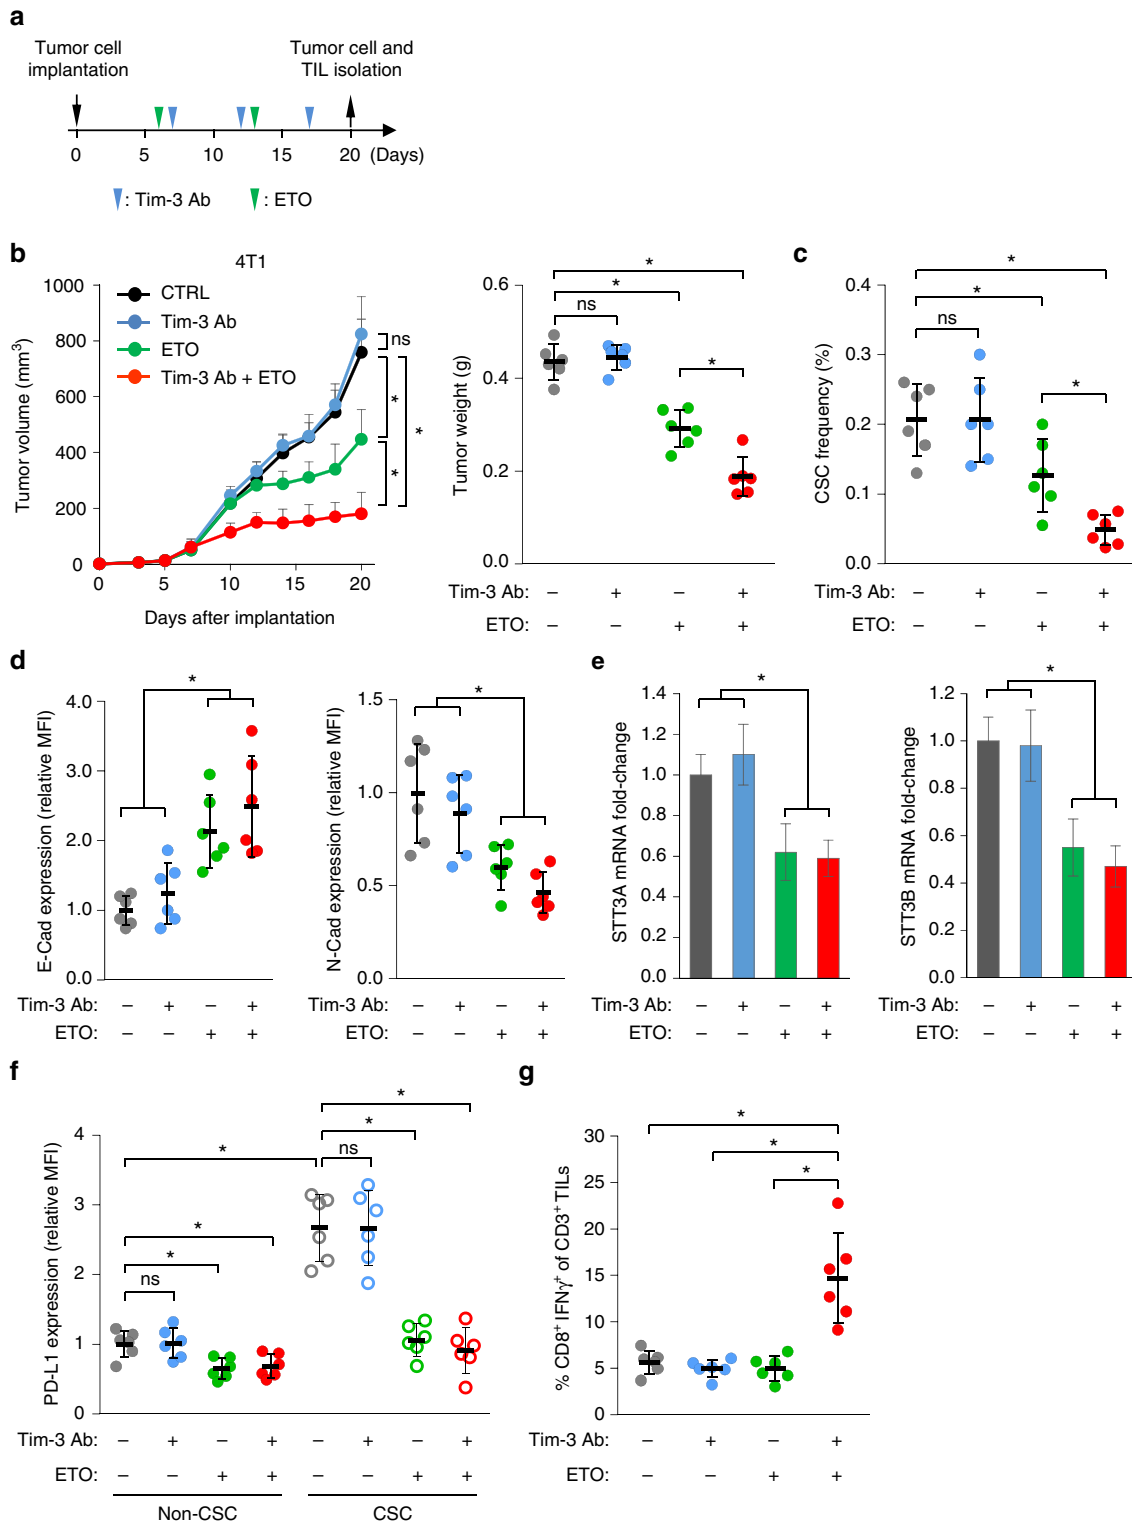 a
Tumor cell implantation
Tumor cell and TIL isolation
0 5 10 15 20 (Days)
: Tim-3 Ab : ETO
b
4T1
CTRL
Tim-3 Ab
ETO
Tim-3 Ab + ETO
Tumor volume (mm³)
1000
800
600
400
200
0
0 5 10 15 20
Days after implantation
ns
*
*
*
Tumor weight (g)
0.6
0.4
0.2
0.0
*
*
ns
*
Tim-3 Ab: – + – +
ETO: – – + +
c
CSC frequency (%)
0.4
0.3
0.2
0.1
0.0
*
*
ns
*
Tim-3 Ab: – + – +
ETO: – – + +
d
E-Cad expression (relative MFI)
4.0
3.0
2.0
1.0
0.0
*
N-Cad expression (relative MFI)
1.5
1.0
0.5
0.0
*
Tim-3 Ab: – + – + – + – +
ETO: – – + + – – + +
e
STT3A mRNA fold-change
1.4
1.2
1.0
0.8
0.6
0.4
0.2
0.0
*
STT3B mRNA fold-change
1.2
1.0
0.8
0.6
0.4
0.2
0.0
*
Tim-3 Ab: – + – + – + – +
ETO: – – + + – – + +
f
PD-L1 expression (relative MFI)
4
3
2
1
0
*
*
ns
*
*
*
ns
Tim-3 Ab: – + – + – + – +
ETO: – – + + – – + +
Non-CSC CSC
g
% CD8⁺ IFNγ⁺ of CD3⁺ TILs
30
25
20
15
10
5
0
*
*
*
Tim-3 Ab: – + – +
ETO: – – + +